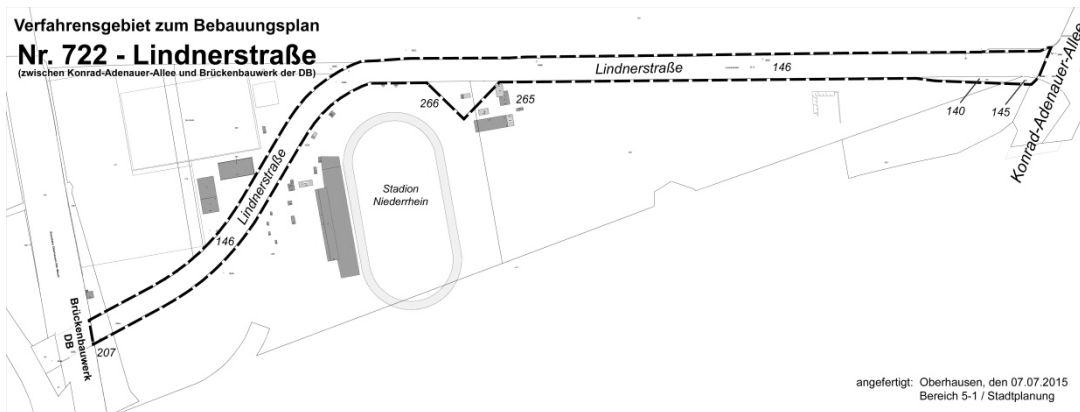 Verfahrensgebiet zum Bebauungsplan
Nr. 722 - Lindnerstraße
(zwischen Konrad-Adenauer-Allee und Brückenbauwerk der DB)
Lindnerstraße
146
Konrad-Adenauer-Allee
266
265
140
145
Lindnerstraße
Stadion
Niederrhein
146
Brückenbauwerk
DB
207
angefertigt: Oberhausen, den 07.07.2015
Bereich 5-1 / Stadtplanung